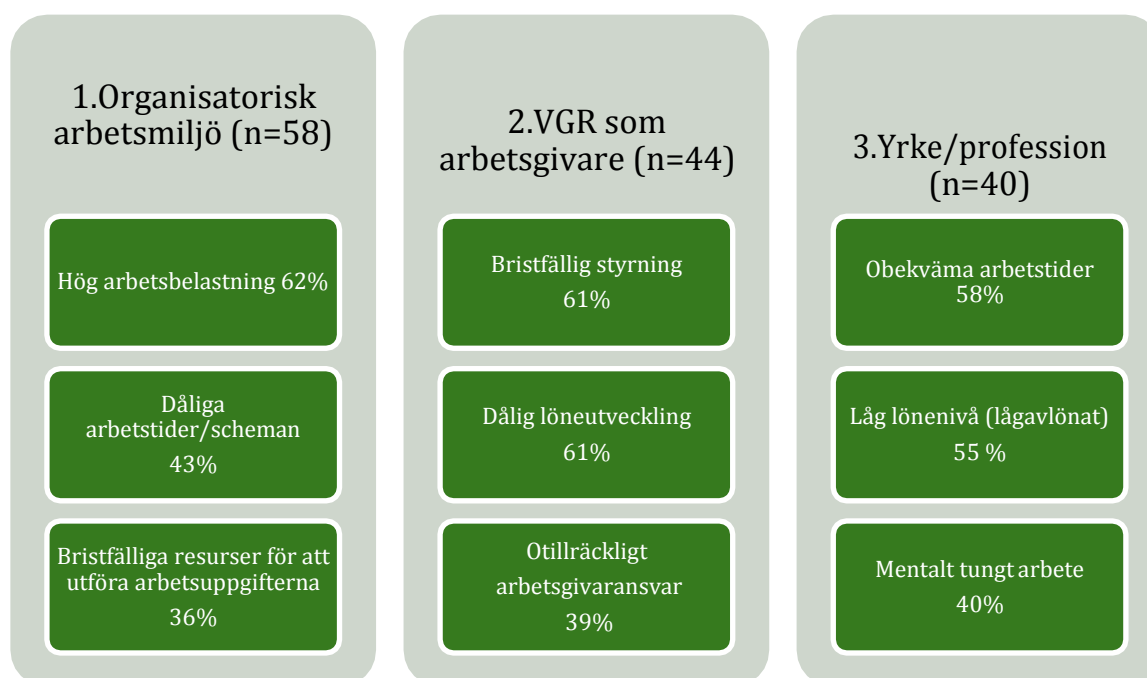 1.Organisatorisk
arbetsmiljö (n=58)
Hög arbetsbelastning 62%
Dåliga
arbetstider/scheman
43%
Bristfälliga resurser för att
utföra arbetsuppgifterna
36%
2.VGR som
arbetsgivare (n=44)
Bristfällig styrning
61%
Dålig löneutveckling
61%
Otillräckligt
arbetsgivaransvar
39%
3.Yrke/profession
(n=40)
Obekväma arbetstider
58%
Låg lönenivå (lågavlönat)
55 %
Mentalt tungt arbete
40%